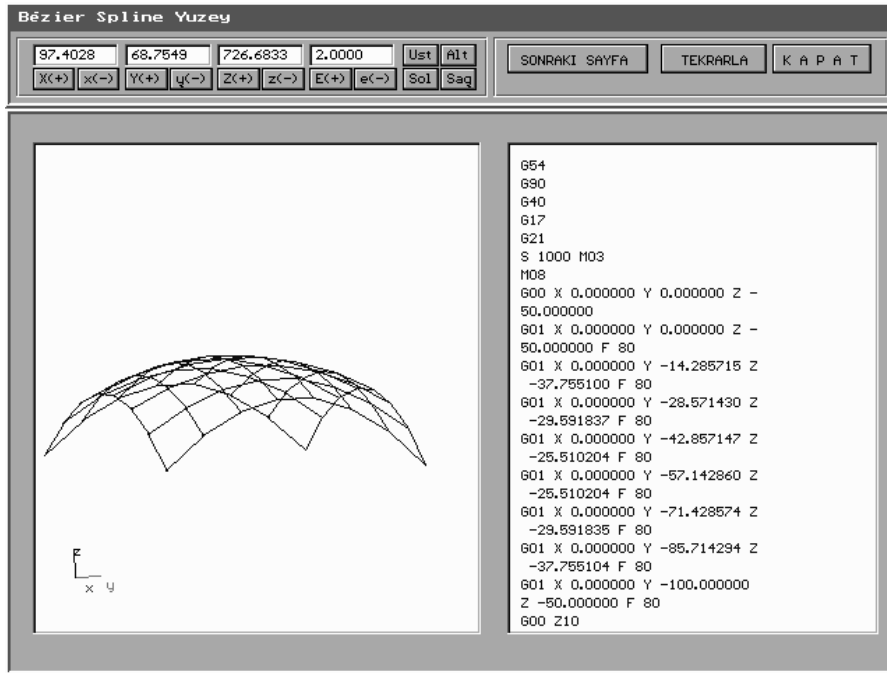 Bézier Spline Yuzey
97.4028 68.7549 726.6833 2.0000 Ust Alt
X(+) x(-) Y(+) y(-) Z(+) z(-) E(+) e(-) Sol Sag
SONRAKI SAYFA TEKRARLA K A P A T
G54
G90
G40
G17
G21
S 1000 M03
M08
G00 X 0.000000 Y 0.000000 Z -
50.000000
G01 X 0.000000 Y 0.000000 Z -
50.000000 F 80
G01 X 0.000000 Y -14.285715 Z
-37.755100 F 80
G01 X 0.000000 Y -28.571430 Z
-29.591837 F 80
G01 X 0.000000 Y -42.857147 Z
-25.510204 F 80
G01 X 0.000000 Y -57.142860 Z
-25.510204 F 80
G01 X 0.000000 Y -71.428574 Z
-29.591835 F 80
G01 X 0.000000 Y -85.714294 Z
-37.755104 F 80
G01 X 0.000000 Y -100.000000
Z -50.000000 F 80
G00 Z10
z
x y